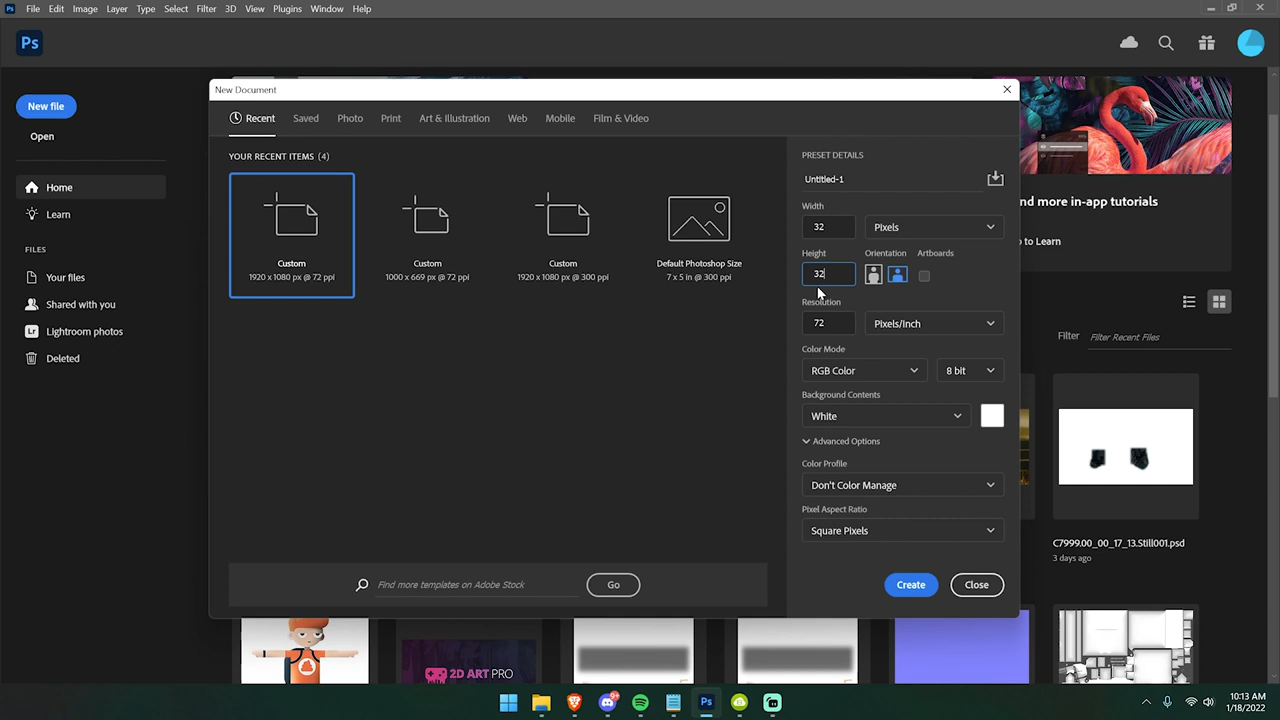 Ps File Edit Image Layer Type Select Filter 3D View Plugins Window Help
Ps
New file
Open
Home
Learn
FILES
Your files
Shared with you
Lr Lightroom photos
Deleted
New Document
Recent Saved Photo Print Art & Illustration Web Mobile Film & Video
YOUR RECENT ITEMS (4)
Custom
1920 x 1080 px @ 72 ppi
Custom
1000 x 669 px @ 72 ppi
Custom
1920 x 1080 px @ 300 ppi
Default Photoshop Size
7 x 5 in @ 300 ppi
Find more templates on Adobe Stock Go
PRESET DETAILS
Untitled-1
Width
32 Pixels
Height Orientation Artboards
32
Resolution
72 Pixels/Inch
Color Mode
RGB Color 8 bit
Background Contents
White
Advanced Options
Color Profile
Don't Color Manage
Pixel Aspect Ratio
Square Pixels
Create Close
nd more in-app tutorials
to Learn
Filter Filter Recent Files
C7999.00_00_17_13.Still001.psd
3 days ago
2D ART PRO
Ps
10:13 AM
1/18/2022